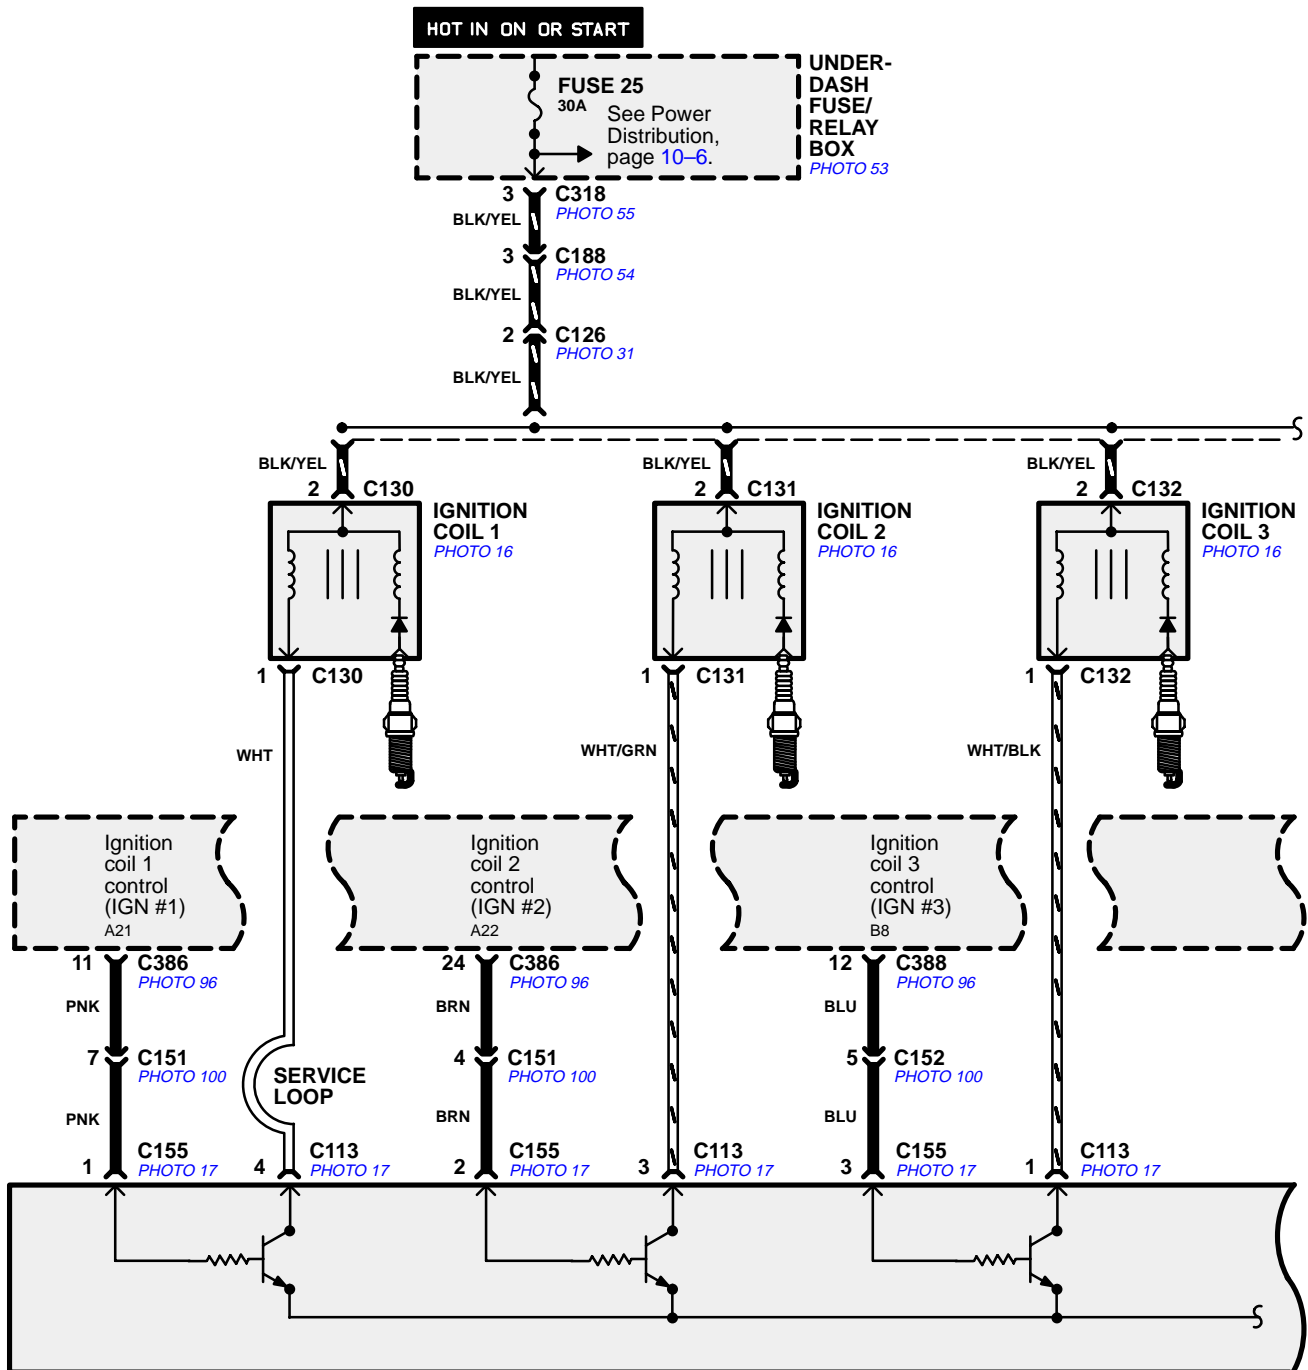 HOT IN ON OR START
FUSE 25
30A
See Power
Distribution,
page 10–6.
UNDER-
DASH
FUSE/
RELAY
BOX
PHOTO 53
3 C318
PHOTO 55
BLK/YEL
3 C188
PHOTO 54
BLK/YEL
2 C126
PHOTO 31
BLK/YEL
BLK/YEL
2 C130
IGNITION
COIL 1
PHOTO 16
BLK/YEL
2 C131
IGNITION
COIL 2
PHOTO 16
BLK/YEL
2 C132
IGNITION
COIL 3
PHOTO 16
1 C130
1 C131
1 C132
WHT
WHT/GRN
WHT/BLK
Ignition
coil 1
control
(IGN #1)
A21
Ignition
coil 2
control
(IGN #2)
A22
Ignition
coil 3
control
(IGN #3)
B8
11 C386
PHOTO 96
24 C386
PHOTO 96
12 C388
PHOTO 96
PNK
BRN
BLU
7 C151
PHOTO 100
SERVICE
LOOP
4 C151
PHOTO 100
5 C152
PHOTO 100
PNK
BRN
BLU
1 C155
PHOTO 17
4 C113
PHOTO 17
2 C155
PHOTO 17
3 C113
PHOTO 17
3 C155
PHOTO 17
1 C113
PHOTO 17